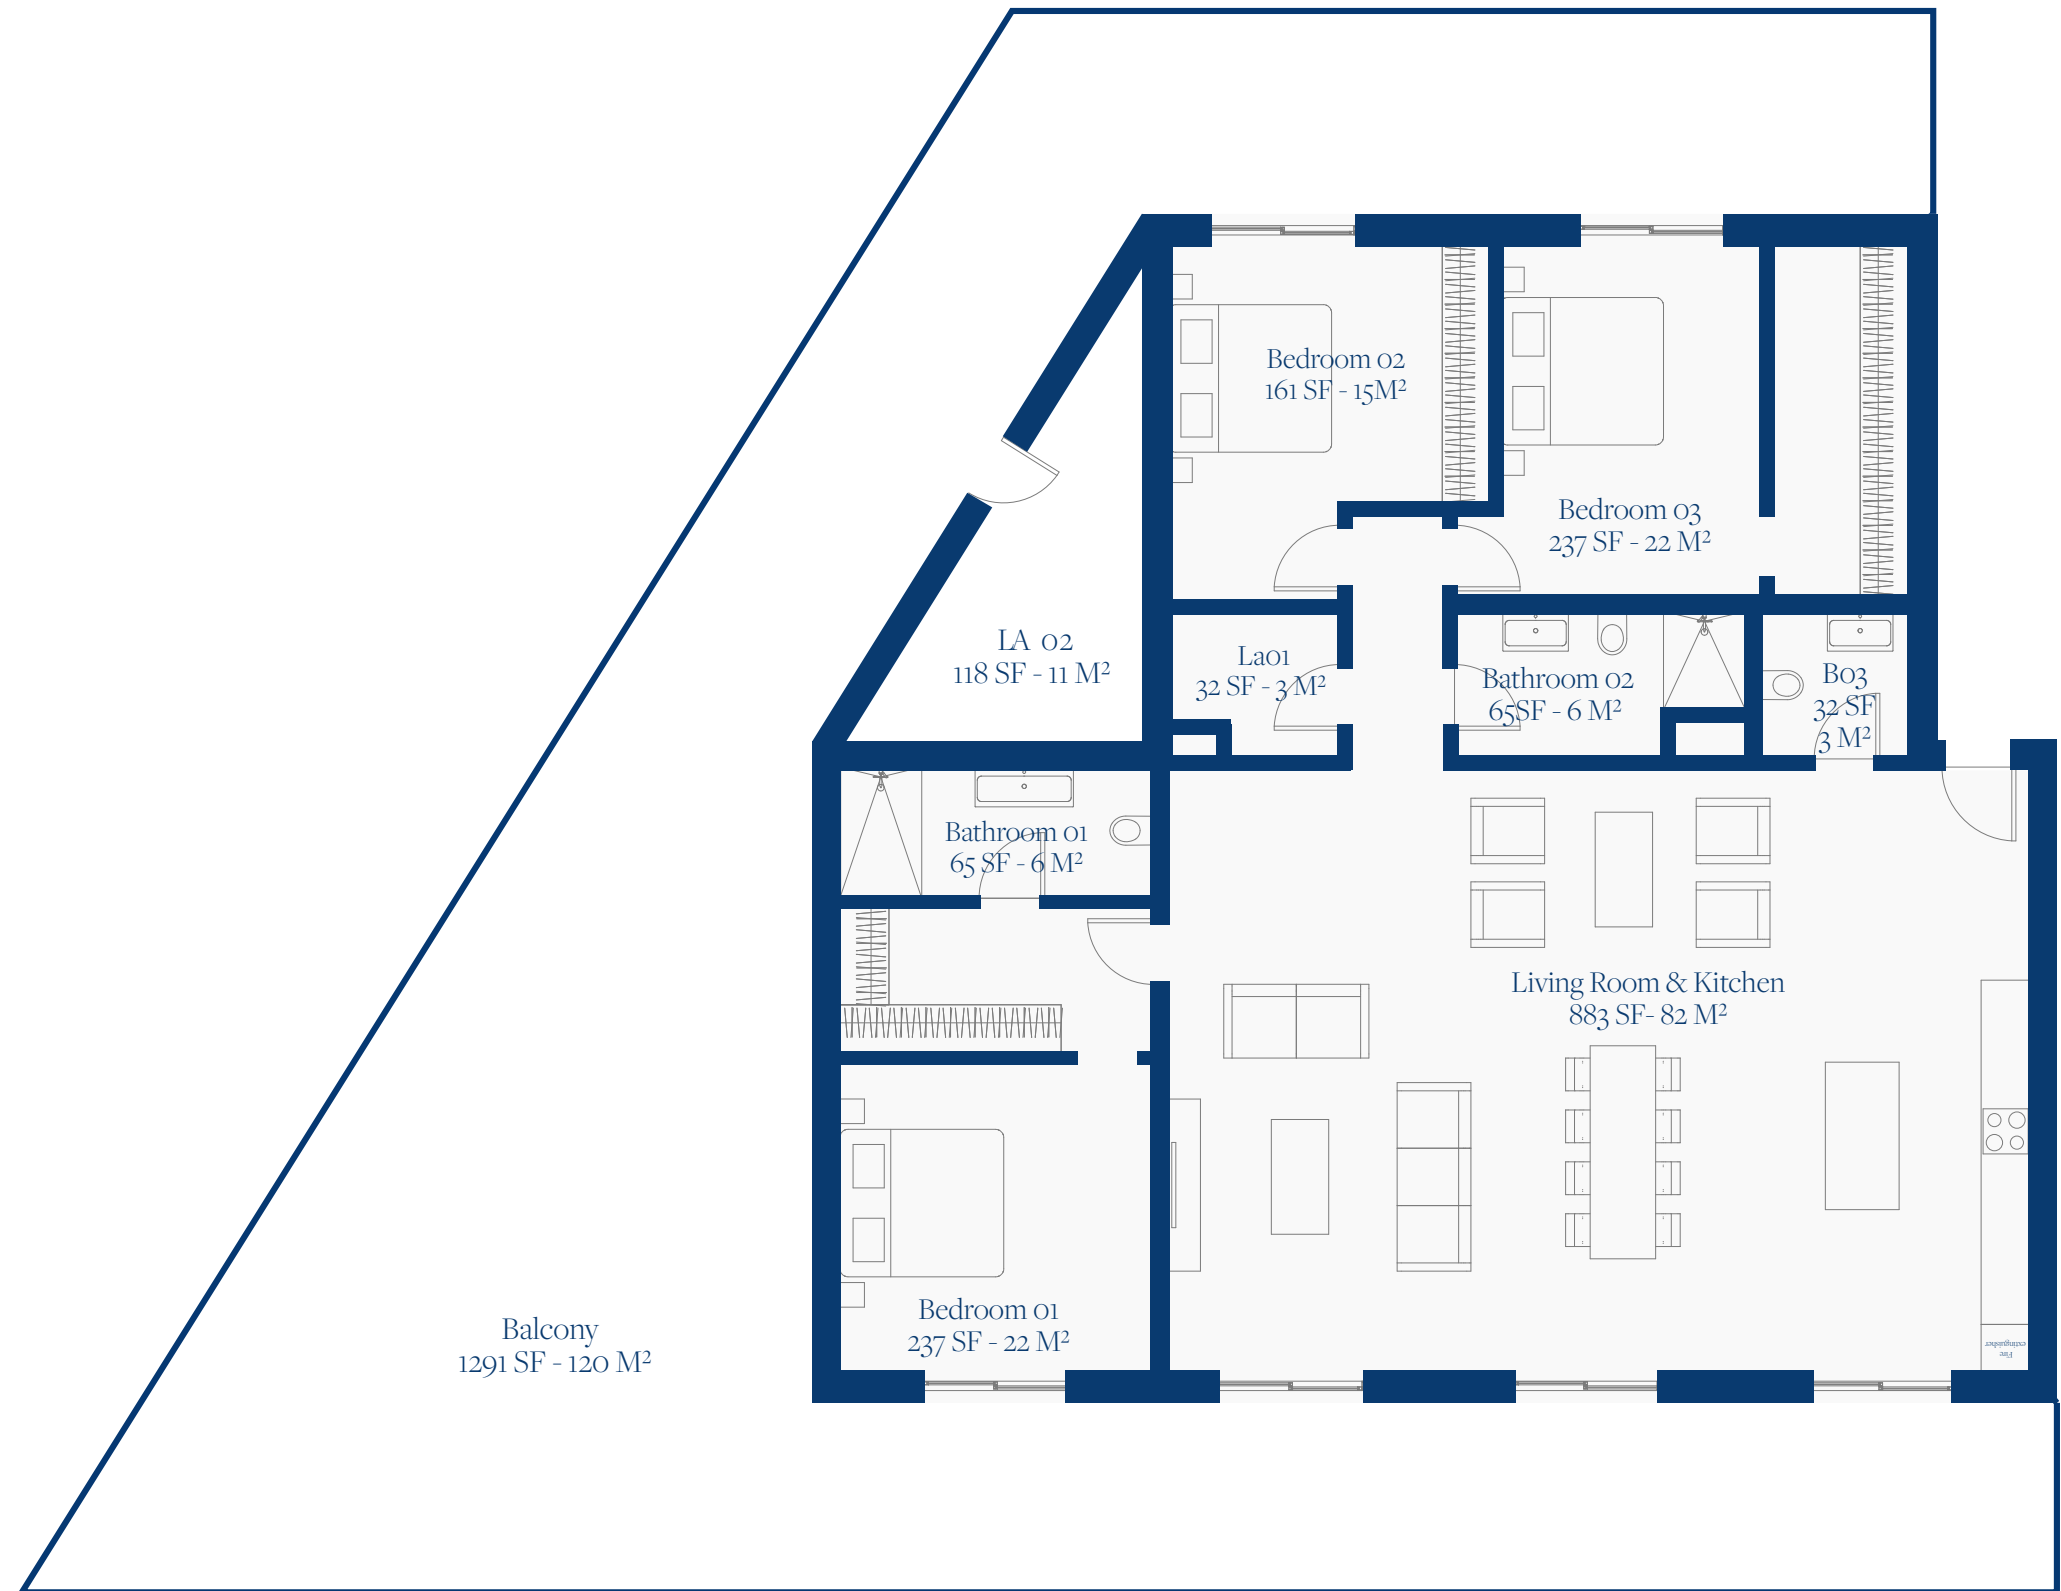 Bedroom 02
161 SF - 15M²
Bedroom 03
237 SF - 22 M²
LA 02
118 SF - 11 M²
La01
32 SF - 3 M²
Bathroom 02
65SF - 6 M²
B03
32 SF
3 M²
Bathroom 01
65 SF - 6 M²
Living Room & Kitchen
883 SF- 82 M²
Bedroom 01
237 SF - 22 M²
Balcony
1291 SF - 120 M²
Fire
extinguisher